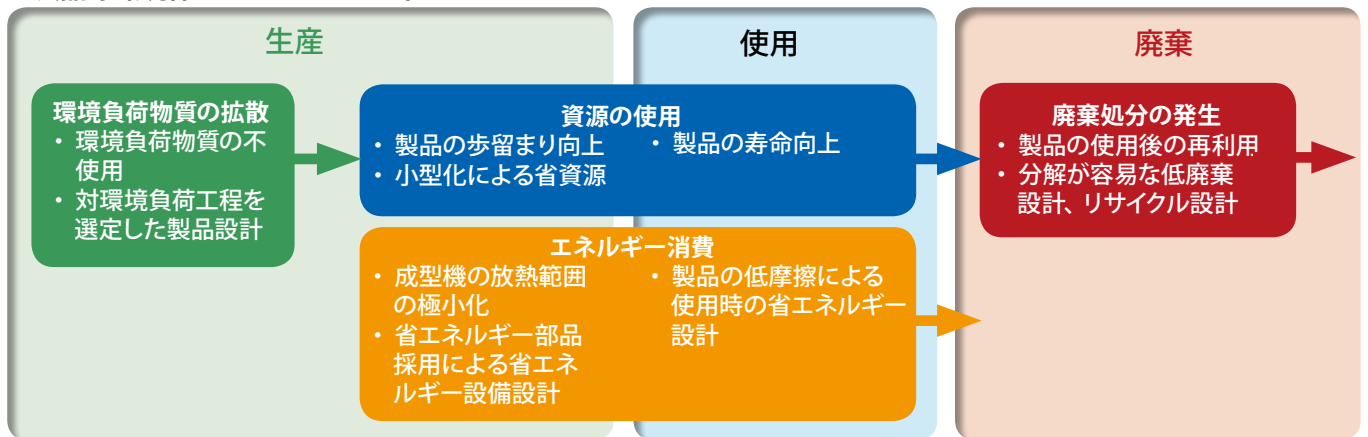 生産
環境負荷物質の拡散
・ 環境負荷物質の不
使用
・ 対環境負荷工程を
選定した製品設計
使用
資源の使用
・ 製品の歩留まり向上
・ 小型化による省資源
・ 製品の寿命向上
エネルギー消費
・ 成型機の放熱範囲
の極小化
・ 省エネルギー部品
採用による省エネ
ルギー設備設計
・ 製品の低摩擦による
使用時の省エネルギー
設計
廃棄
廃棄処分の発生
・ 製品の使用後の再利用
・ 分解が容易な低廃棄
設計、リサイクル設計